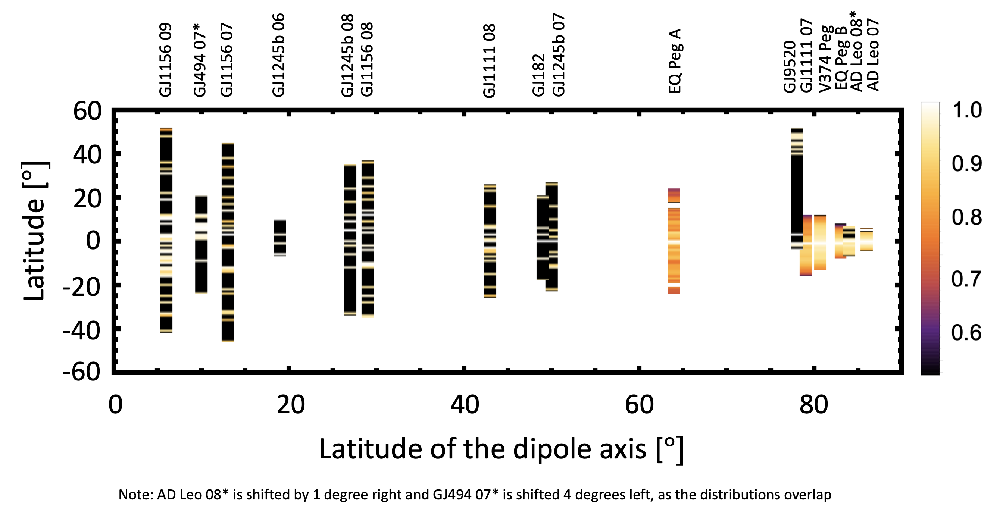 GJ1156 09
GJ494 07*
GJ1156 07
GJ1245b 06
GJ1245b 08
GJ1156 08
GJ1111 08
GJ182
GJ1245b 07
EQ Peg A
GJ9520
GJ1111 07
V374 Peg
EQ Peg B
AD Leo 08*
AD Leo 07
60
40
20
0
-20
-40
-60
Latitude [°]
0
20
40
60
80
Latitude of the dipole axis [°]
1.0
0.9
0.8
0.7
0.6
Note: AD Leo 08* is shifted by 1 degree right and GJ494 07* is shifted 4 degrees left, as the distributions overlap